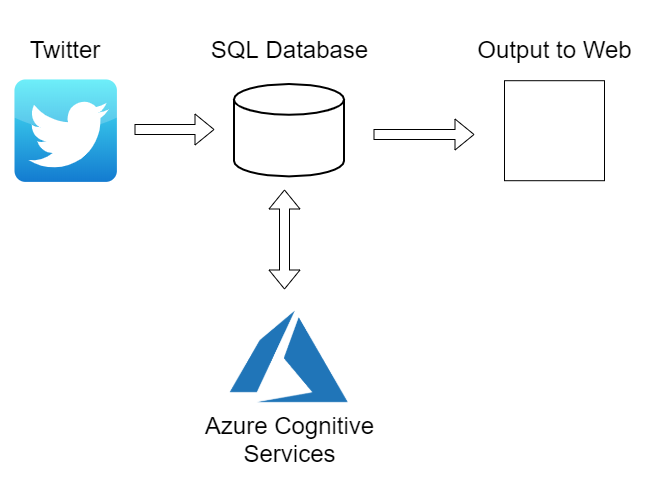 Twitter
SQL Database
Output to Web
Azure Cognitive
Services